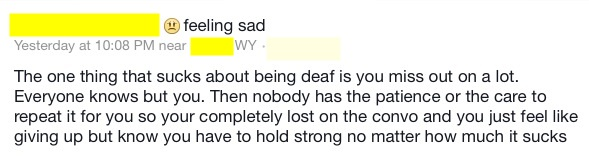 feeling sad
Yesterday at 10:08 PM near WY ·
The one thing that sucks about being deaf is you miss out on a lot.
Everyone knows but you. Then nobody has the patience or the care to
repeat it for you so your completely lost on the convo and you just feel like
giving up but know you have to hold strong no matter how much it sucks